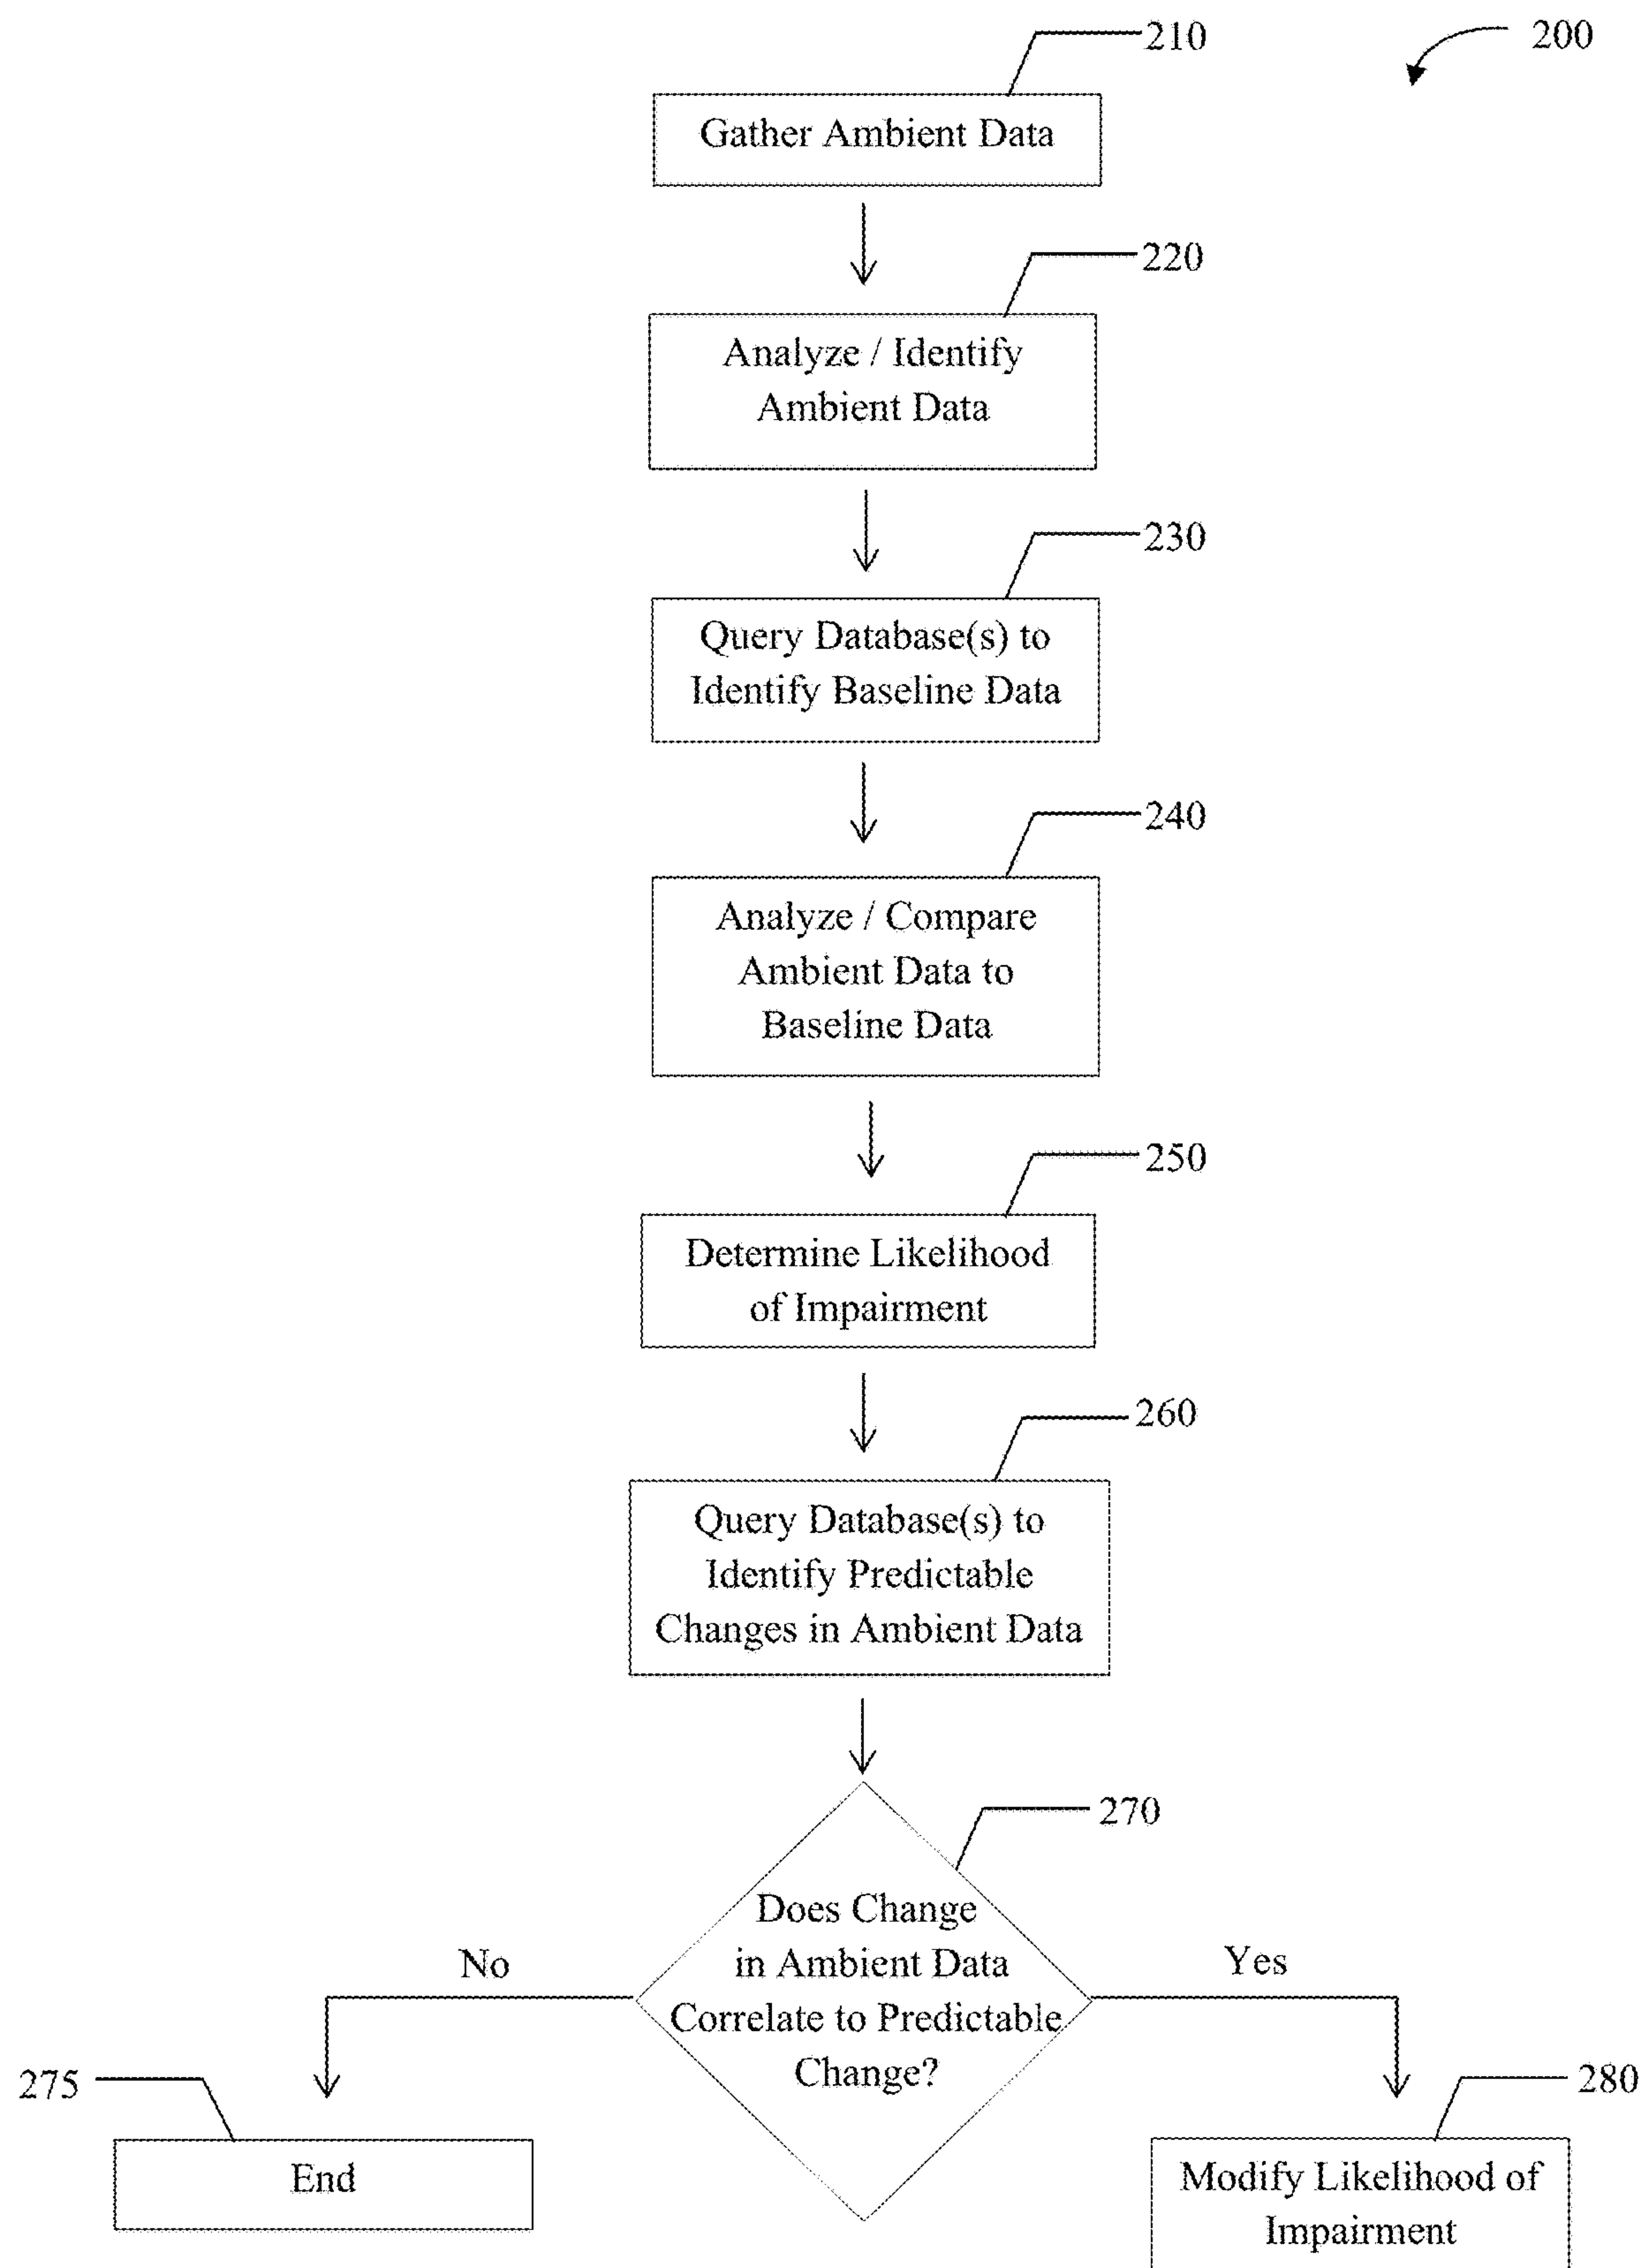 210
200
Gather Ambient Data
220
Analyze / Identify
Ambient Data
230
Query Database(s) to
Identify Baseline Data
240
Analyze / Compare
Ambient Data to
Baseline Data
250
Determine Likelihood
of Impairment
260
Query Database(s) to
Identify Predictable
Changes in Ambient Data
270
Does Change
in Ambient Data
Correlate to Predictable
Change?
No
Yes
275
280
End
Modify Likelihood of
Impairment